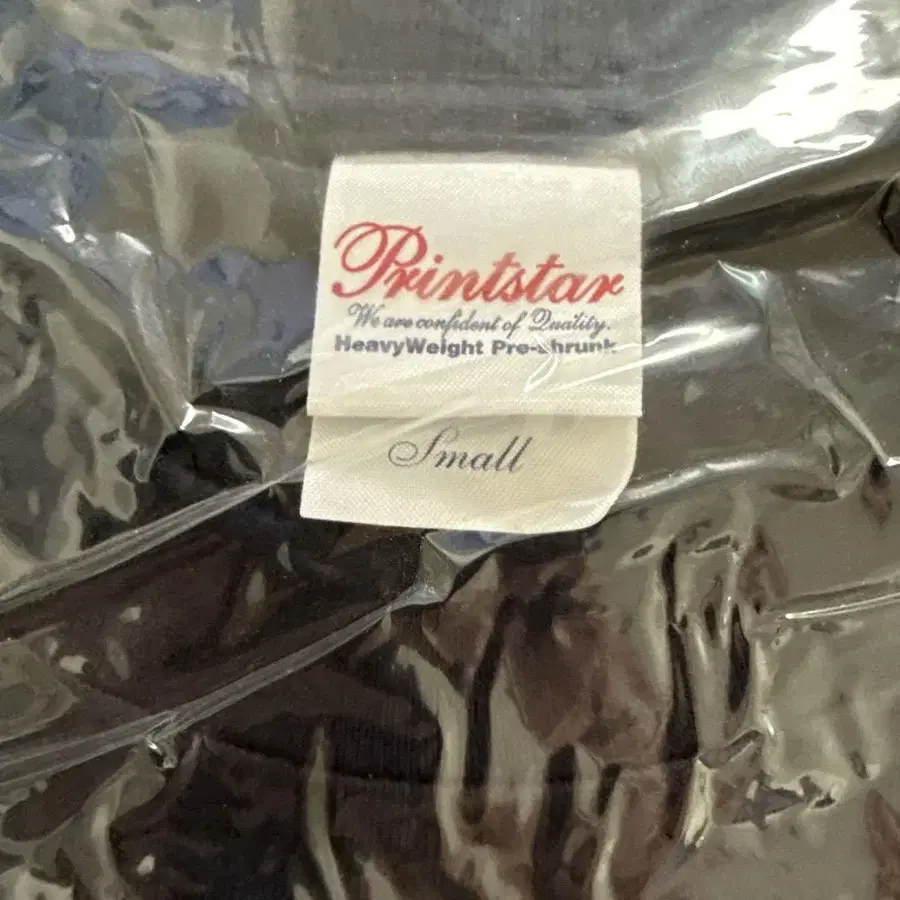 Printstar
We are confident of Quality.
HeavyWeight Pre-shrunk
Small